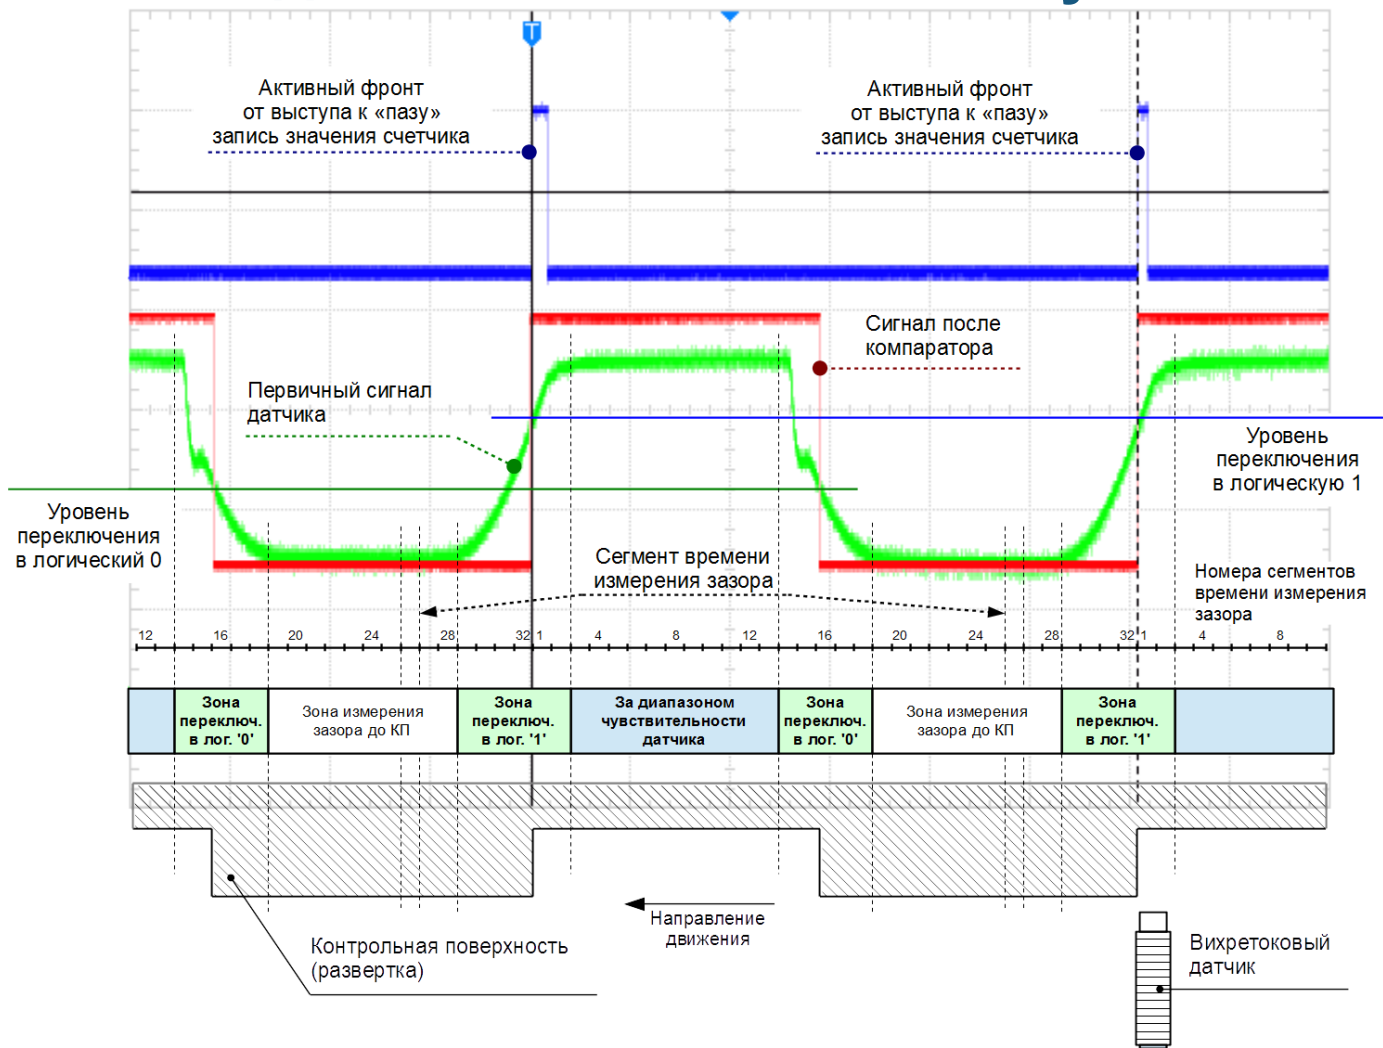 T
Активный фронт
от выступа к «пазу»
запись значения счетчика
Активный фронт
от выступа к «пазу»
запись значения счетчика
Сигнал после
компаратора
Первичный сигнал
датчика
Уровень
переключения
в логическую 1
Уровень
переключения
в логический 0
Сегмент времени
измерения зазора
Номера сегментов
времени измерения
зазора
12 16 20 24 28 32 1 4 8 12 16 20 24 28 32 1 4 8
Зона
переключ.
в лог. '0'
Зона измерения
зазора до КП
Зона
переключ.
в лог. '1'
За диапазоном
чувствительности
датчика
Зона
переключ.
в лог. '0'
Зона измерения
зазора до КП
Зона
переключ.
в лог. '1'
Направление
движения
Контрольная поверхность
(развертка)
Вихретоковый
датчик